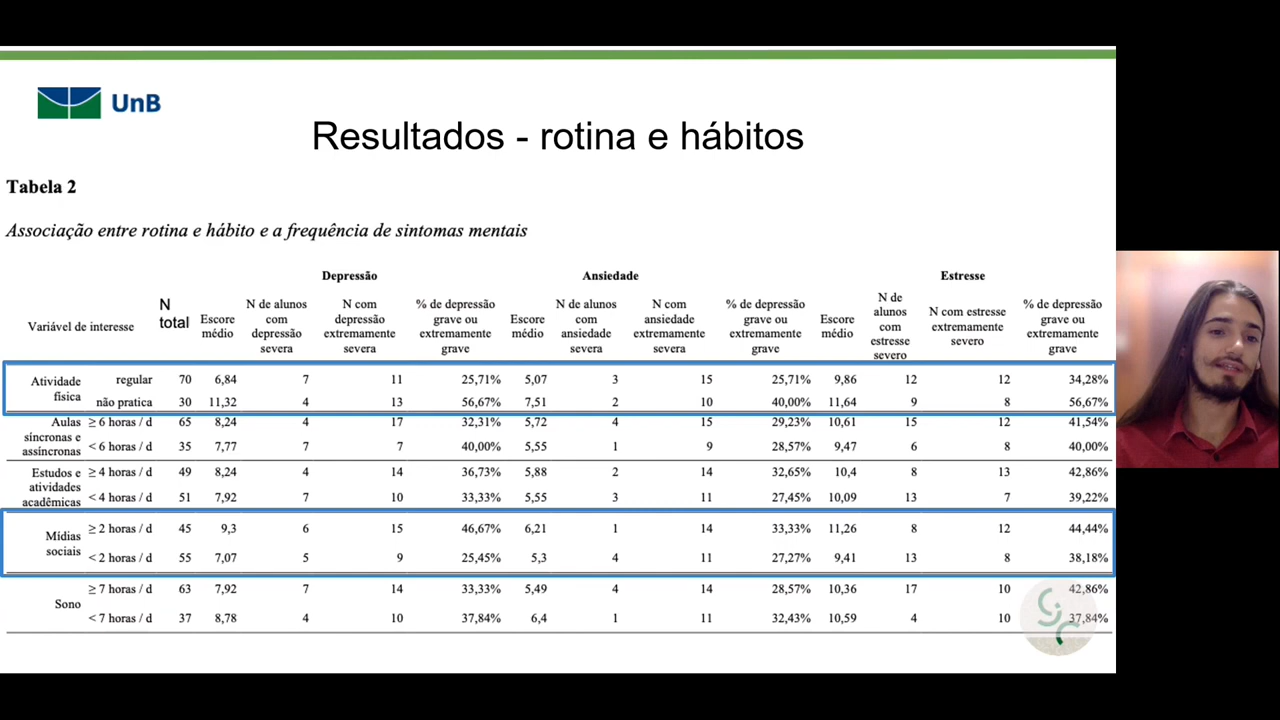 UnB
Resultados - rotina e hábitos
Tabela 2
Associação entre rotina e hábito e a frequência de sintomas mentais
Depressão Ansiedade Estresse
Variável de interesse N total Escore médio N de alunos com depressão severa N com depressão extremamente severa % de depressão grave ou extremamente grave Escore médio N de alunos com ansiedade severa N com ansiedade extremamente severa % de depressão grave ou extremamente grave Escore médio N de alunos com estresse severo N com estresse extremamente severo % de depressão grave ou extremamente grave
Atividade física regular 70 6,84 7 11 25,71% 5,07 3 15 25,71% 9,86 12 12 34,28%
não pratica 30 11,32 4 13 56,67% 7,51 2 10 40,00% 11,64 9 8 56,67%
Aulas síncronas e assíncronas ≥ 6 horas / d 65 8,24 4 17 32,31% 5,72 4 15 29,23% 10,61 15 12 41,54%
< 6 horas / d 35 7,77 7 7 40,00% 5,55 1 9 28,57% 9,47 6 8 40,00%
Estudos e atividades acadêmicas ≥ 4 horas / d 49 8,24 4 14 36,73% 5,88 2 14 32,65% 10,4 8 13 42,86%
< 4 horas / d 51 7,92 7 10 33,33% 5,55 3 11 27,45% 10,09 13 7 39,22%
Mídias sociais ≥ 2 horas / d 45 9,3 6 15 46,67% 6,21 1 14 33,33% 11,26 8 12 44,44%
< 2 horas / d 55 7,07 5 9 25,45% 5,3 4 11 27,27% 9,41 13 8 38,18%
Sono ≥ 7 horas / d 63 7,92 7 14 33,33% 5,49 4 14 28,57% 10,36 17 10 42,86%
< 7 horas / d 37 8,78 4 10 37,84% 6,4 1 11 32,43% 10,59 4 10 37,84%